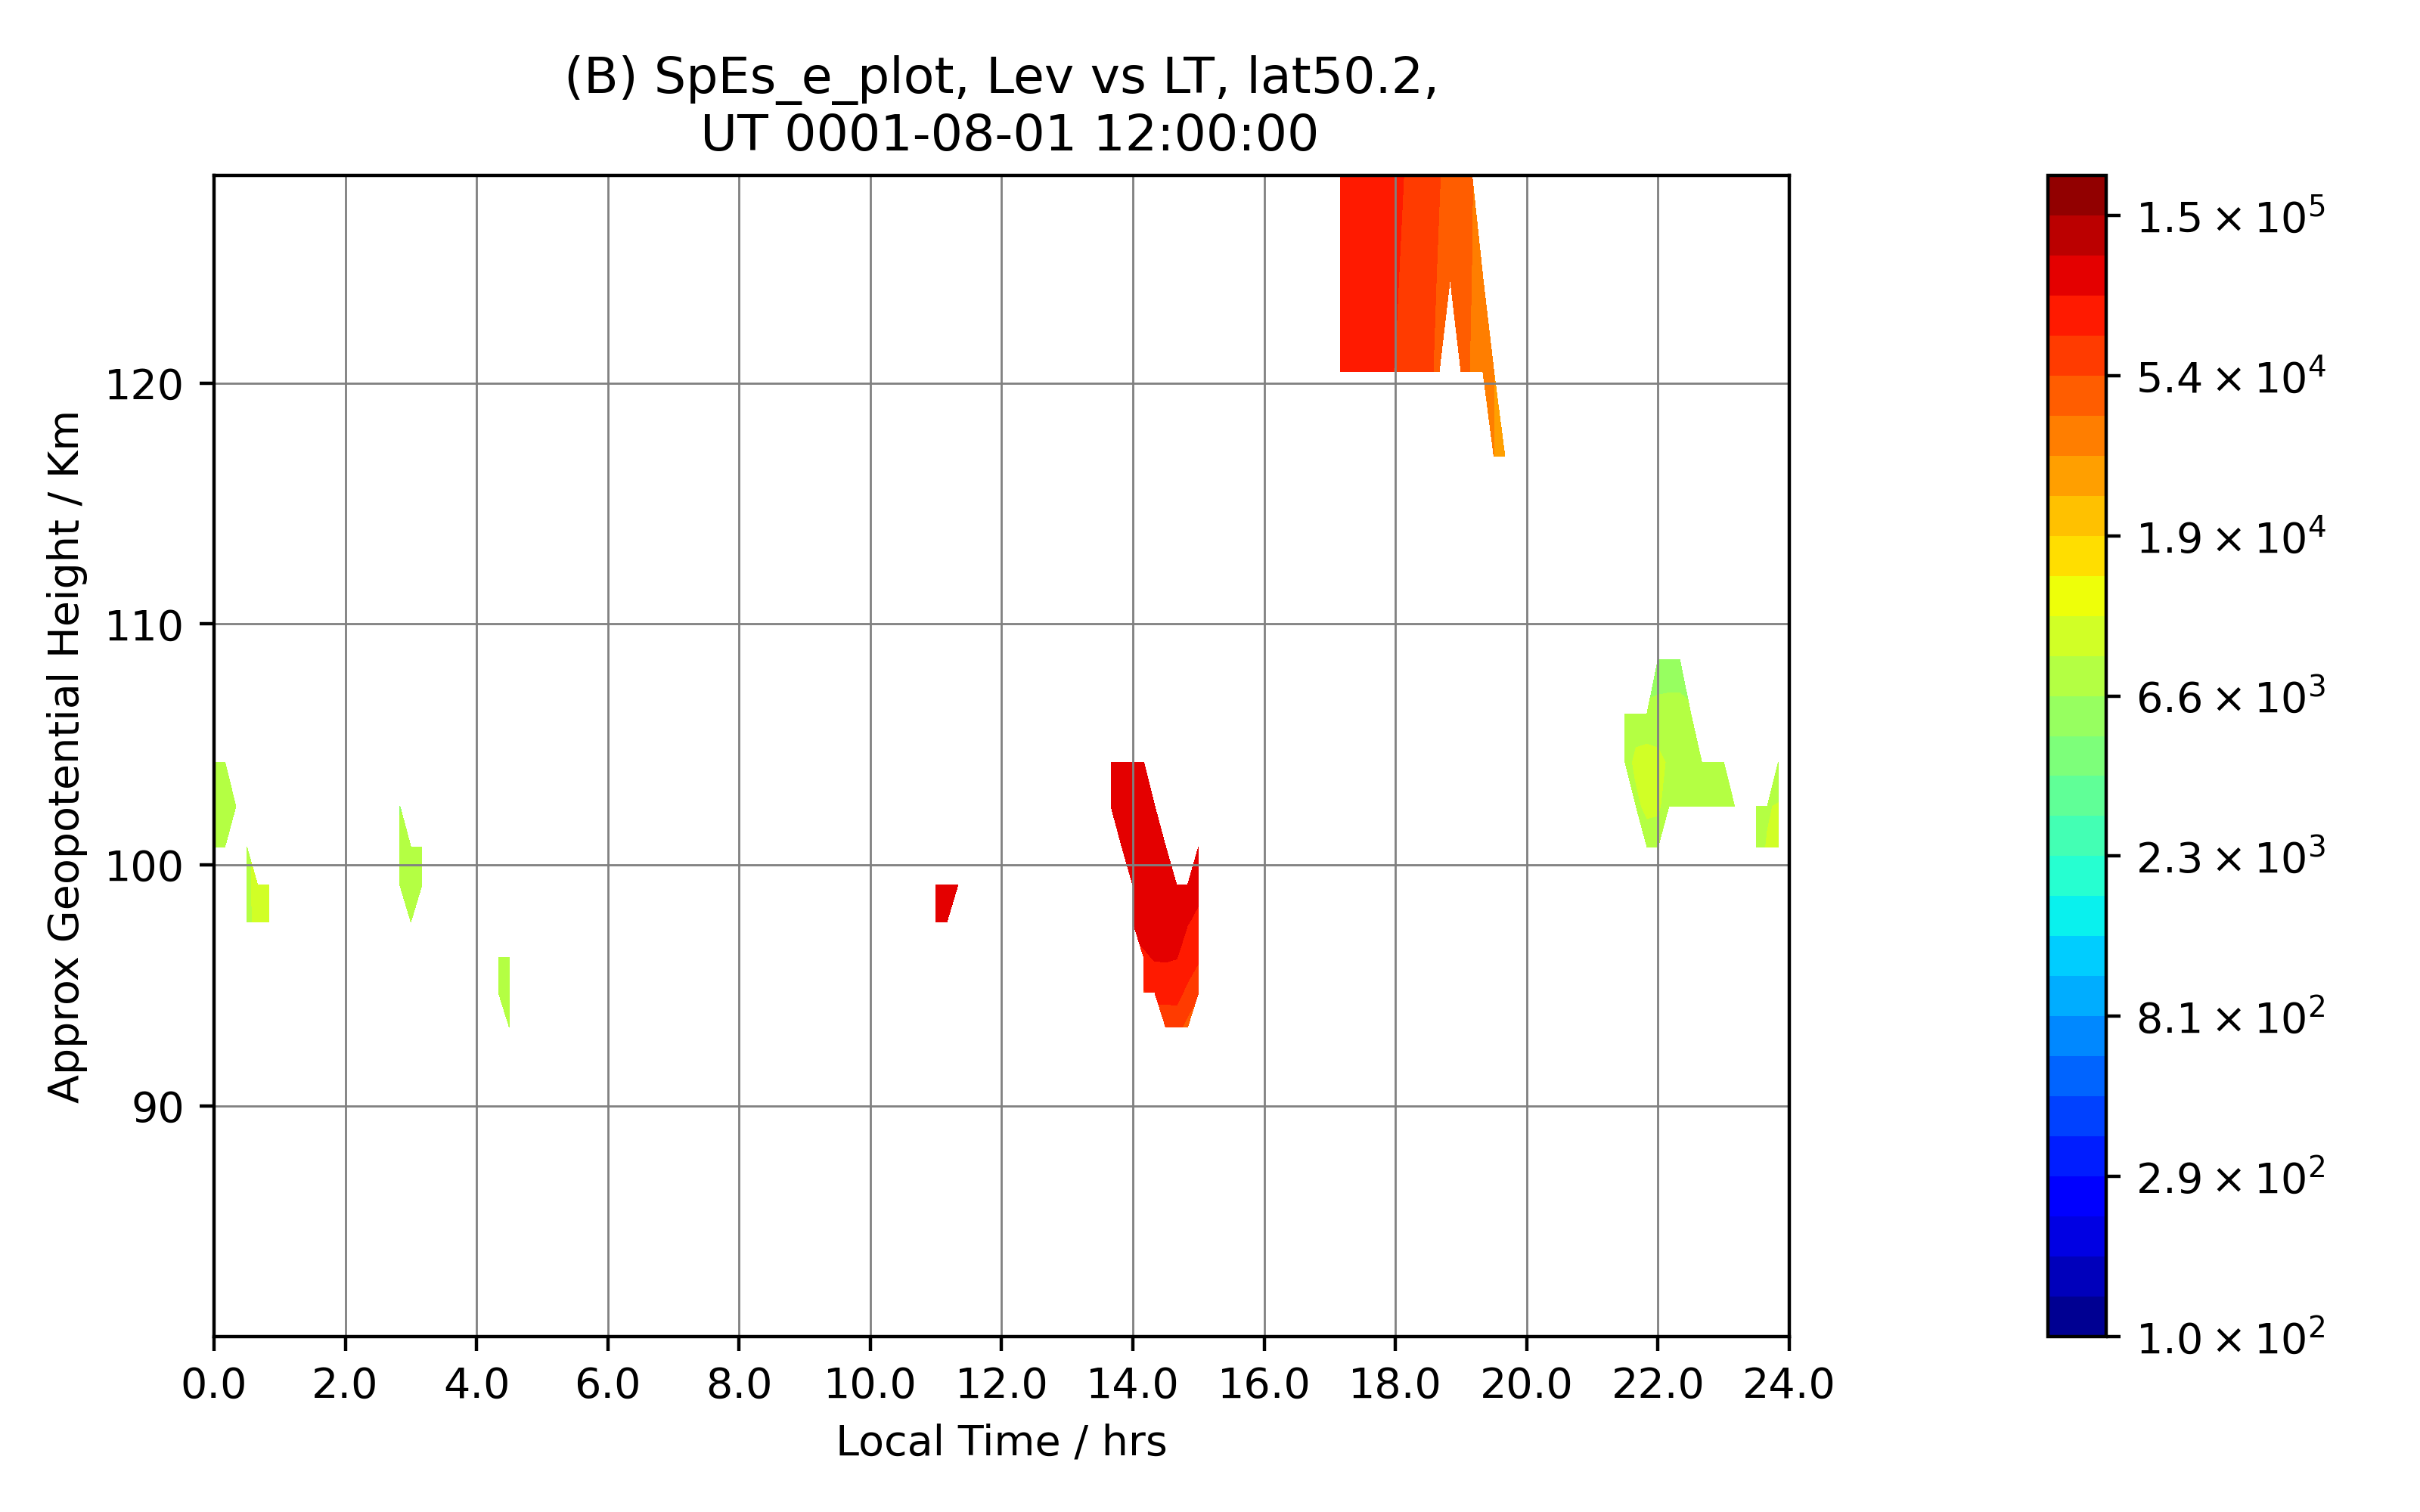 (B) SpEs_e_plot, Lev vs LT, lat50.2,
UT 0001-08-01 12:00:00
Approx Geopotential Height / Km
120
110
100
90
0.0 2.0 4.0 6.0 8.0 10.0 12.0 14.0 16.0 18.0 20.0 22.0 24.0
Local Time / hrs
1.5 × 10⁵
5.4 × 10⁴
1.9 × 10⁴
6.6 × 10³
2.3 × 10³
8.1 × 10²
2.9 × 10²
1.0 × 10²